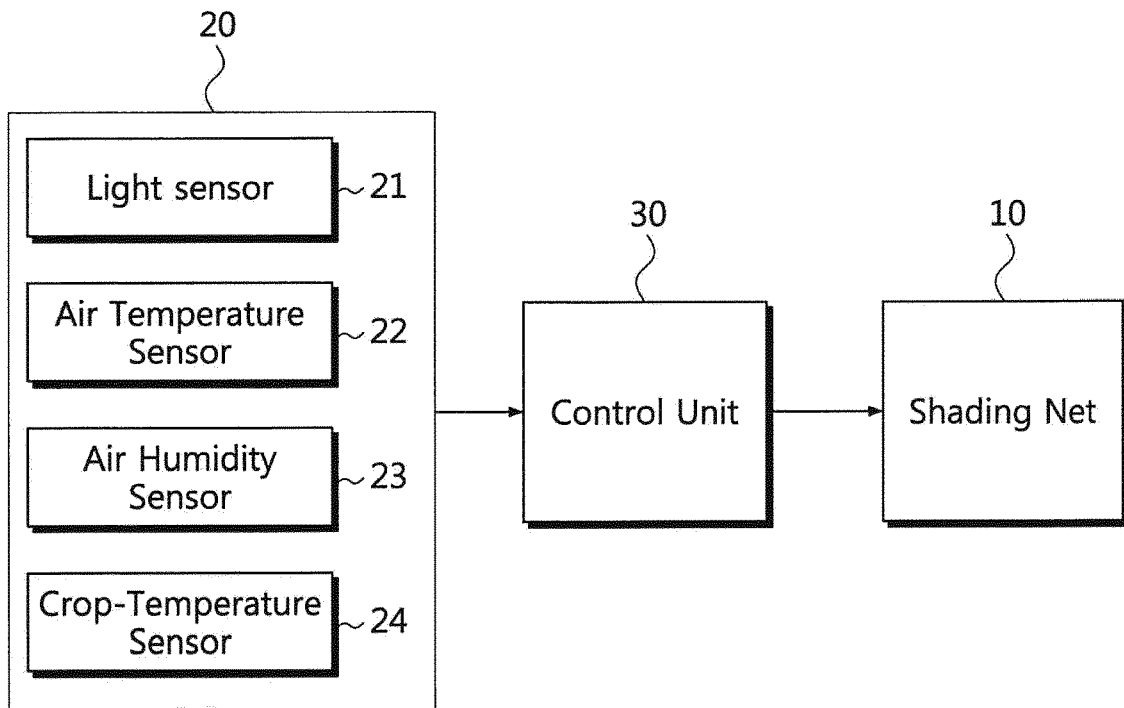 20
Light sensor
21
Air Temperature
Sensor
22
Air Humidity
Sensor
23
Crop-Temperature
Sensor
24
30
Control Unit
10
Shading Net